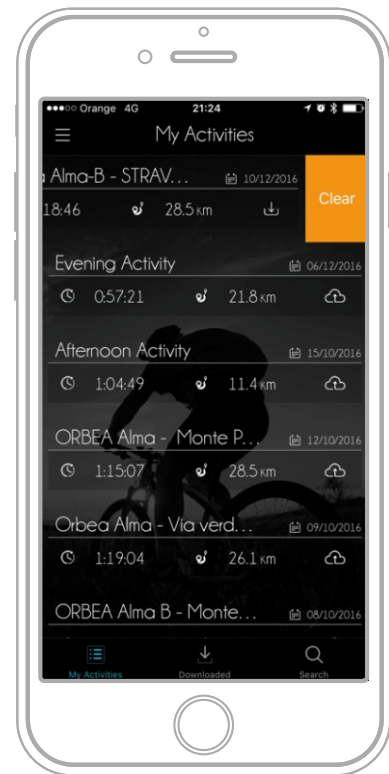 Orange 4G 21:24
My Activities
Alma-B - STRAV... 10/12/2016
Clear
18:46 28.5 KM
Evening Activity 06/12/2016
0:57:21 21.8 KM
Afternoon Activity 15/10/2016
1:04:49 11.4 KM
ORBEA Alma - Monte P... 12/10/2016
1:15:07 28.5 KM
Orbea Alma - Vía verd... 09/10/2016
1:19:04 26.1 KM
ORBEA Alma B - Monte... 08/10/2016
My Activities Downloaded Search